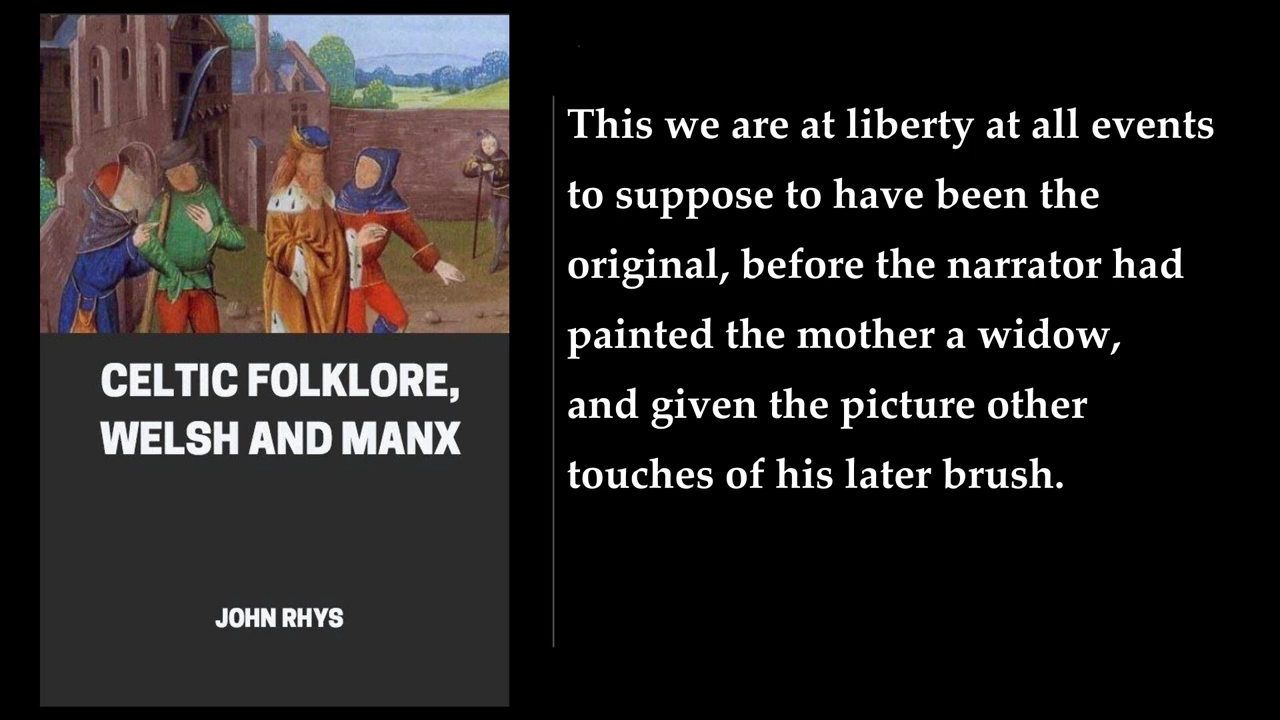 CELTIC FOLKLORE,
WELSH AND MANX
JOHN RHYS
This we are at liberty at all events
to suppose to have been the
original, before the narrator had
painted the mother a widow,
and given the picture other
touches of his later brush.